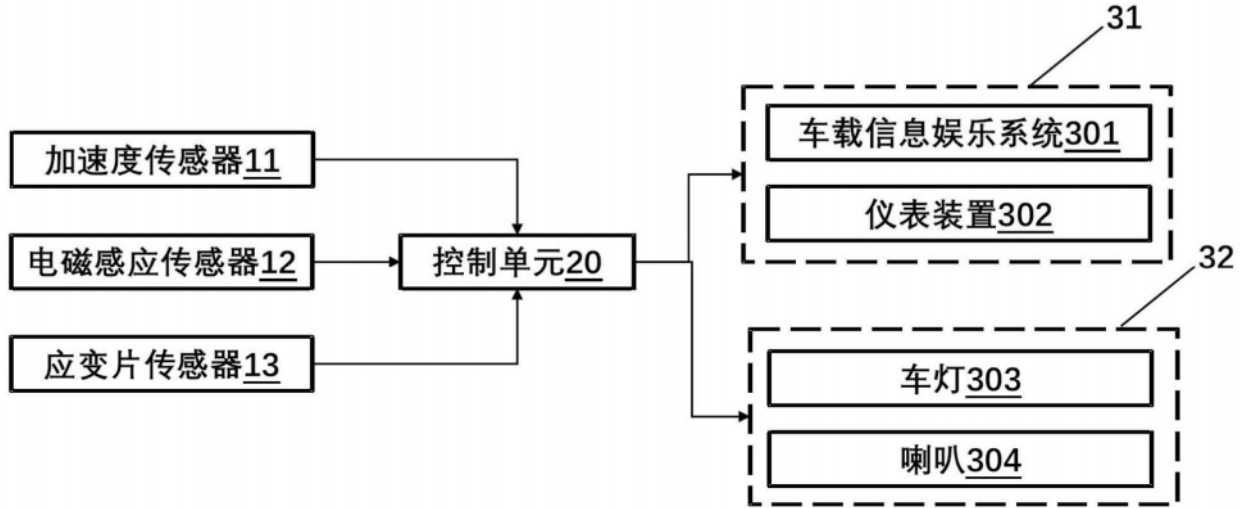 31
车载信息娱乐系统301
加速度传感器11
仪表装置302
电磁感应传感器12
控制单元20
32
应变片传感器13
车灯303
喇叭304